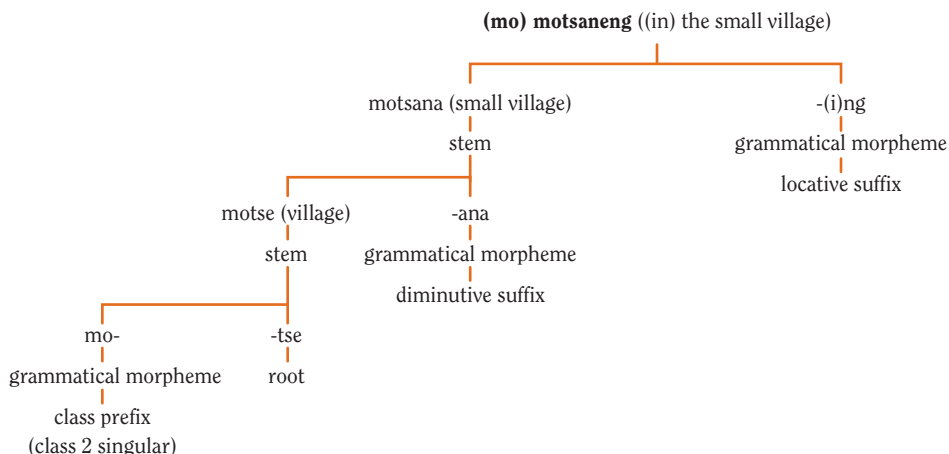 (mo) motsaneng ((in) the small village)
motsana (small village)
-(i)ng
stem
grammatical morpheme
locative suffix
motse (village)
-ana
stem
grammatical morpheme
diminutive suffix
mo-
-tse
grammatical morpheme
root
class prefix
(class 2 singular)